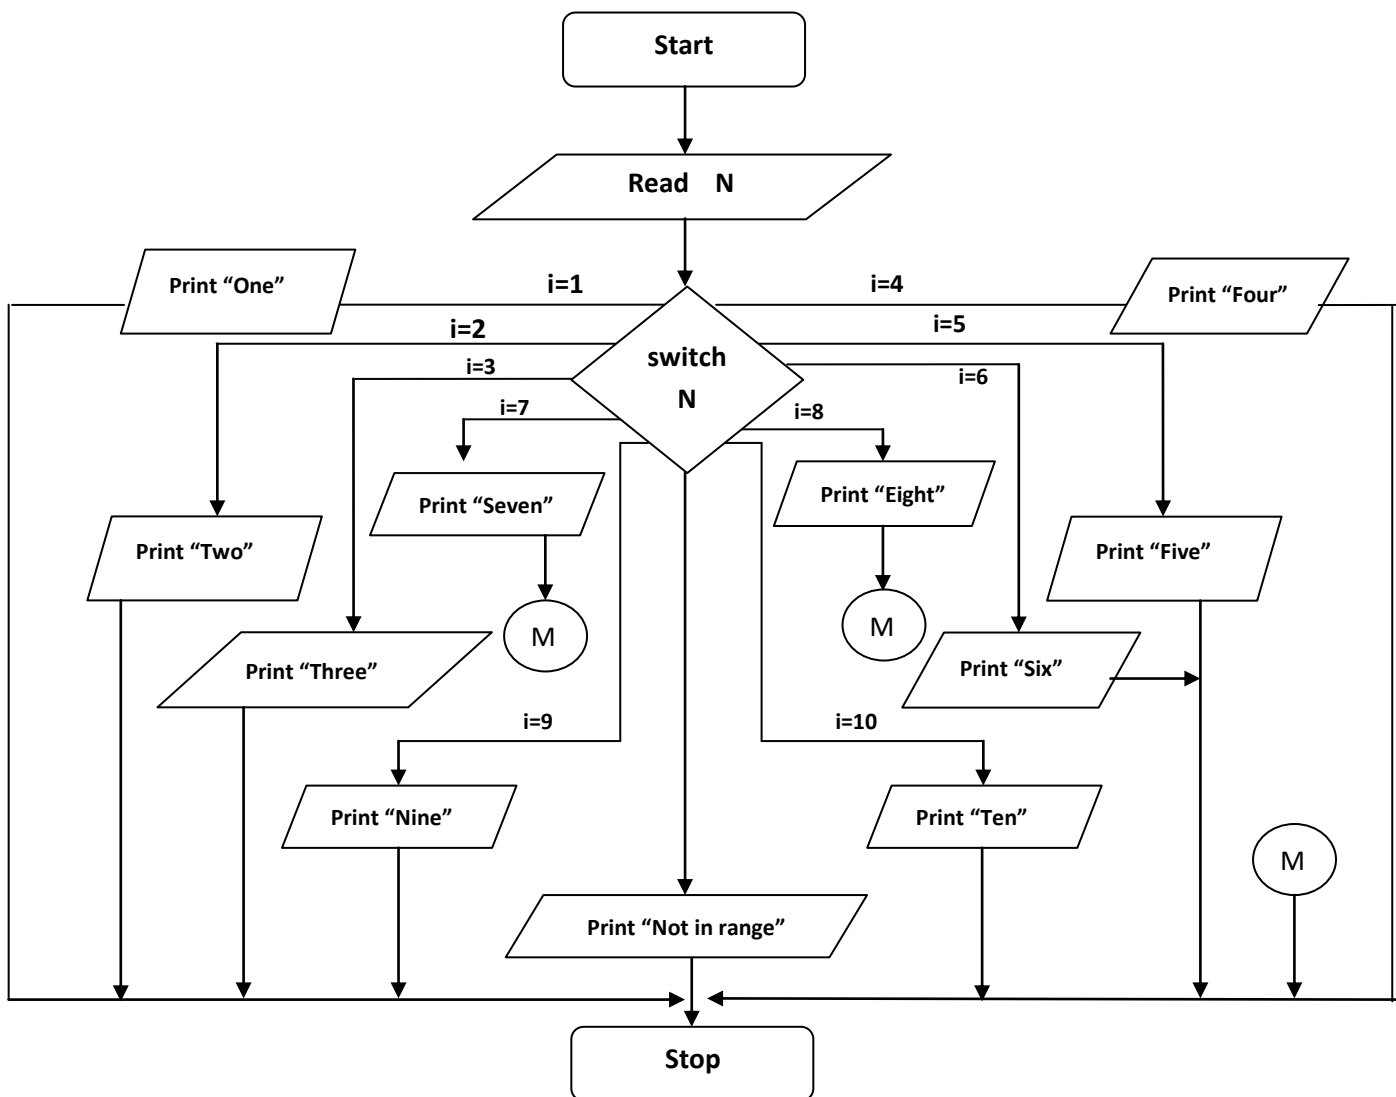 Start
Read N
Print “One”
i=1
i=4
Print “Four”
i=2
i=5
switch
N
i=3
i=6
i=7
i=8
Print “Seven”
Print “Eight”
Print “Two”
Print “Five”
M
M
Print “Three”
Print “Six”
i=9
i=10
Print “Nine”
Print “Ten”
M
Print “Not in range”
Stop